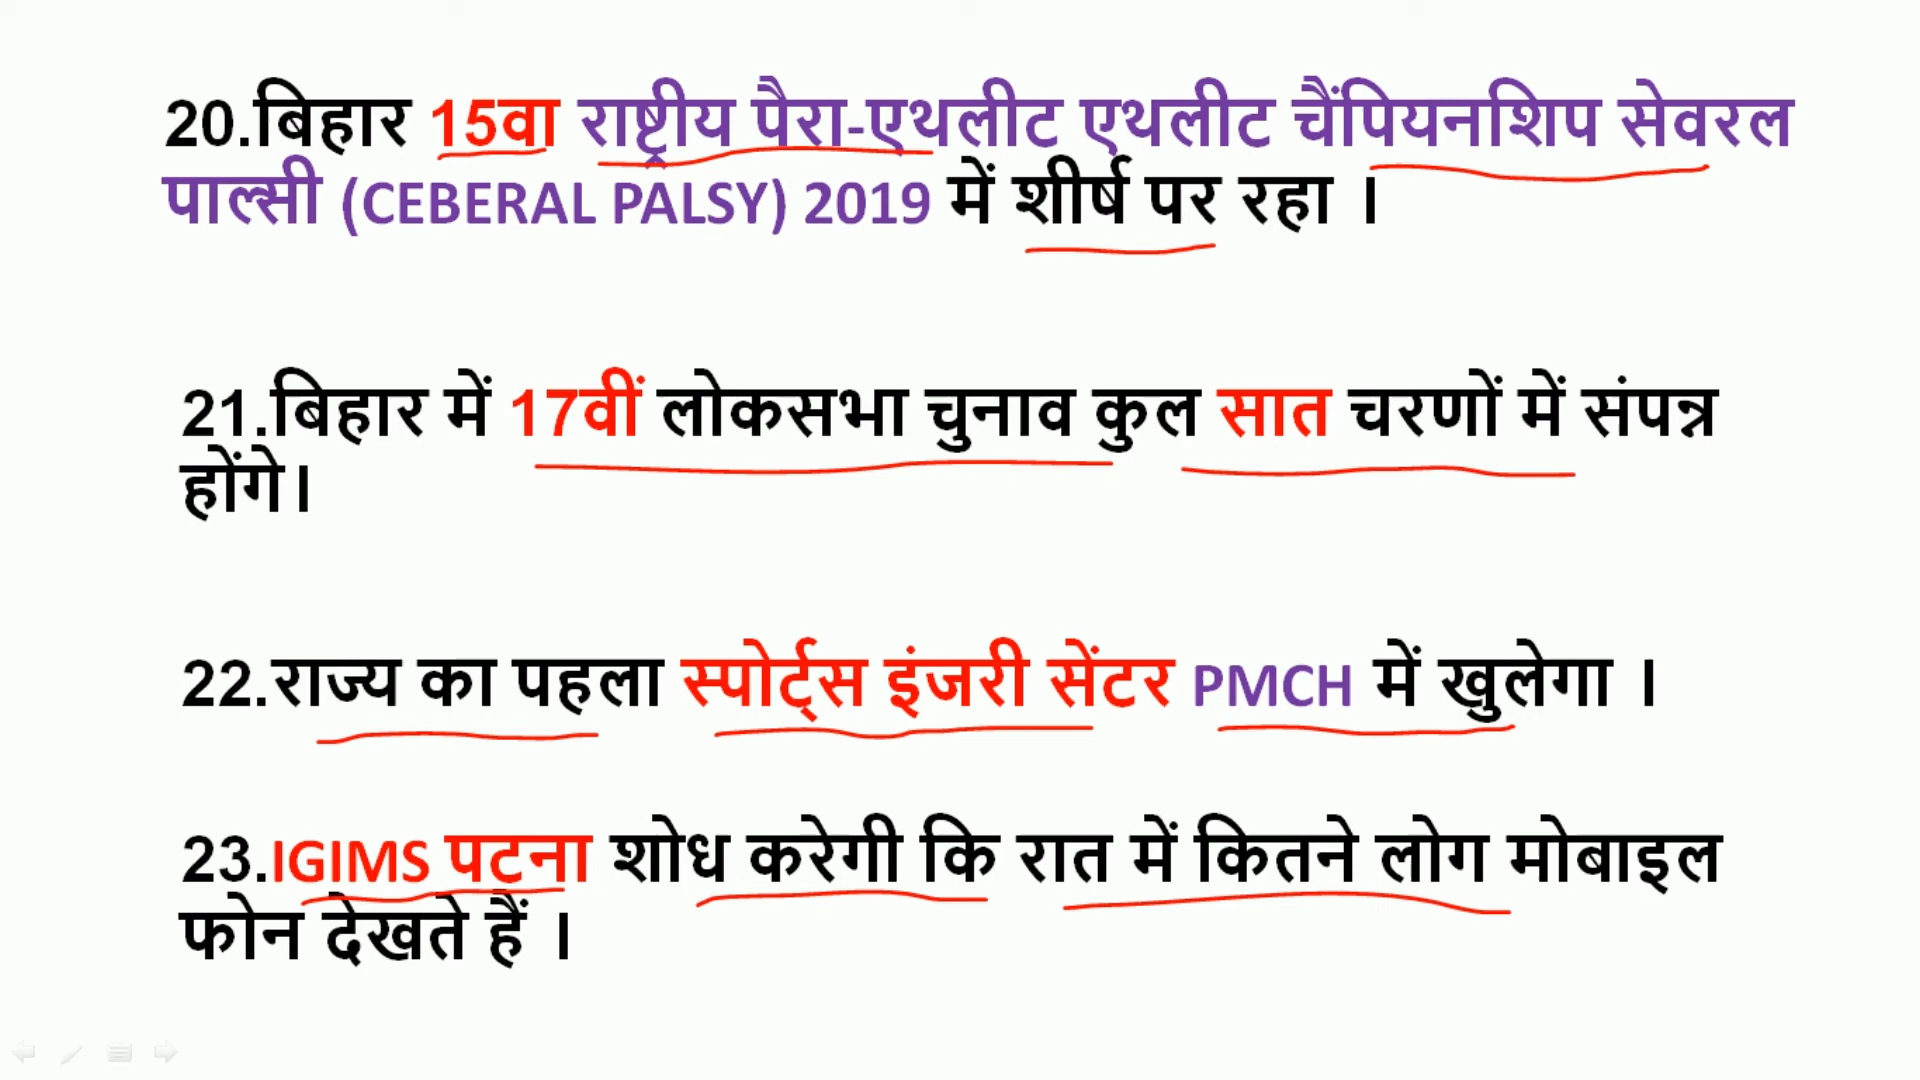 20.बिहार 15वा राष्ट्रीय पैरा-एथलीट एथलीट चैंपियनशिप सेवरल
पाल्सी (CEBERAL PALSY) 2019 में शीर्ष पर रहा ।
21.बिहार में 17वीं लोकसभा चुनाव कुल सात चरणों में संपन्न
होंगे।
22.राज्य का पहला स्पोर्ट्स इंजरी सेंटर PMCH में खुलेगा ।
23.IGIMS पटना शोध करेगी कि रात में कितने लोग मोबाइल
फोन देखते हैं ।